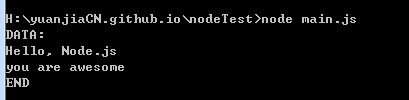 H:\yuanjiaCN.github.io\nodeTest>node main.js
DATA:
Hello, Node.js
you are awesome
END